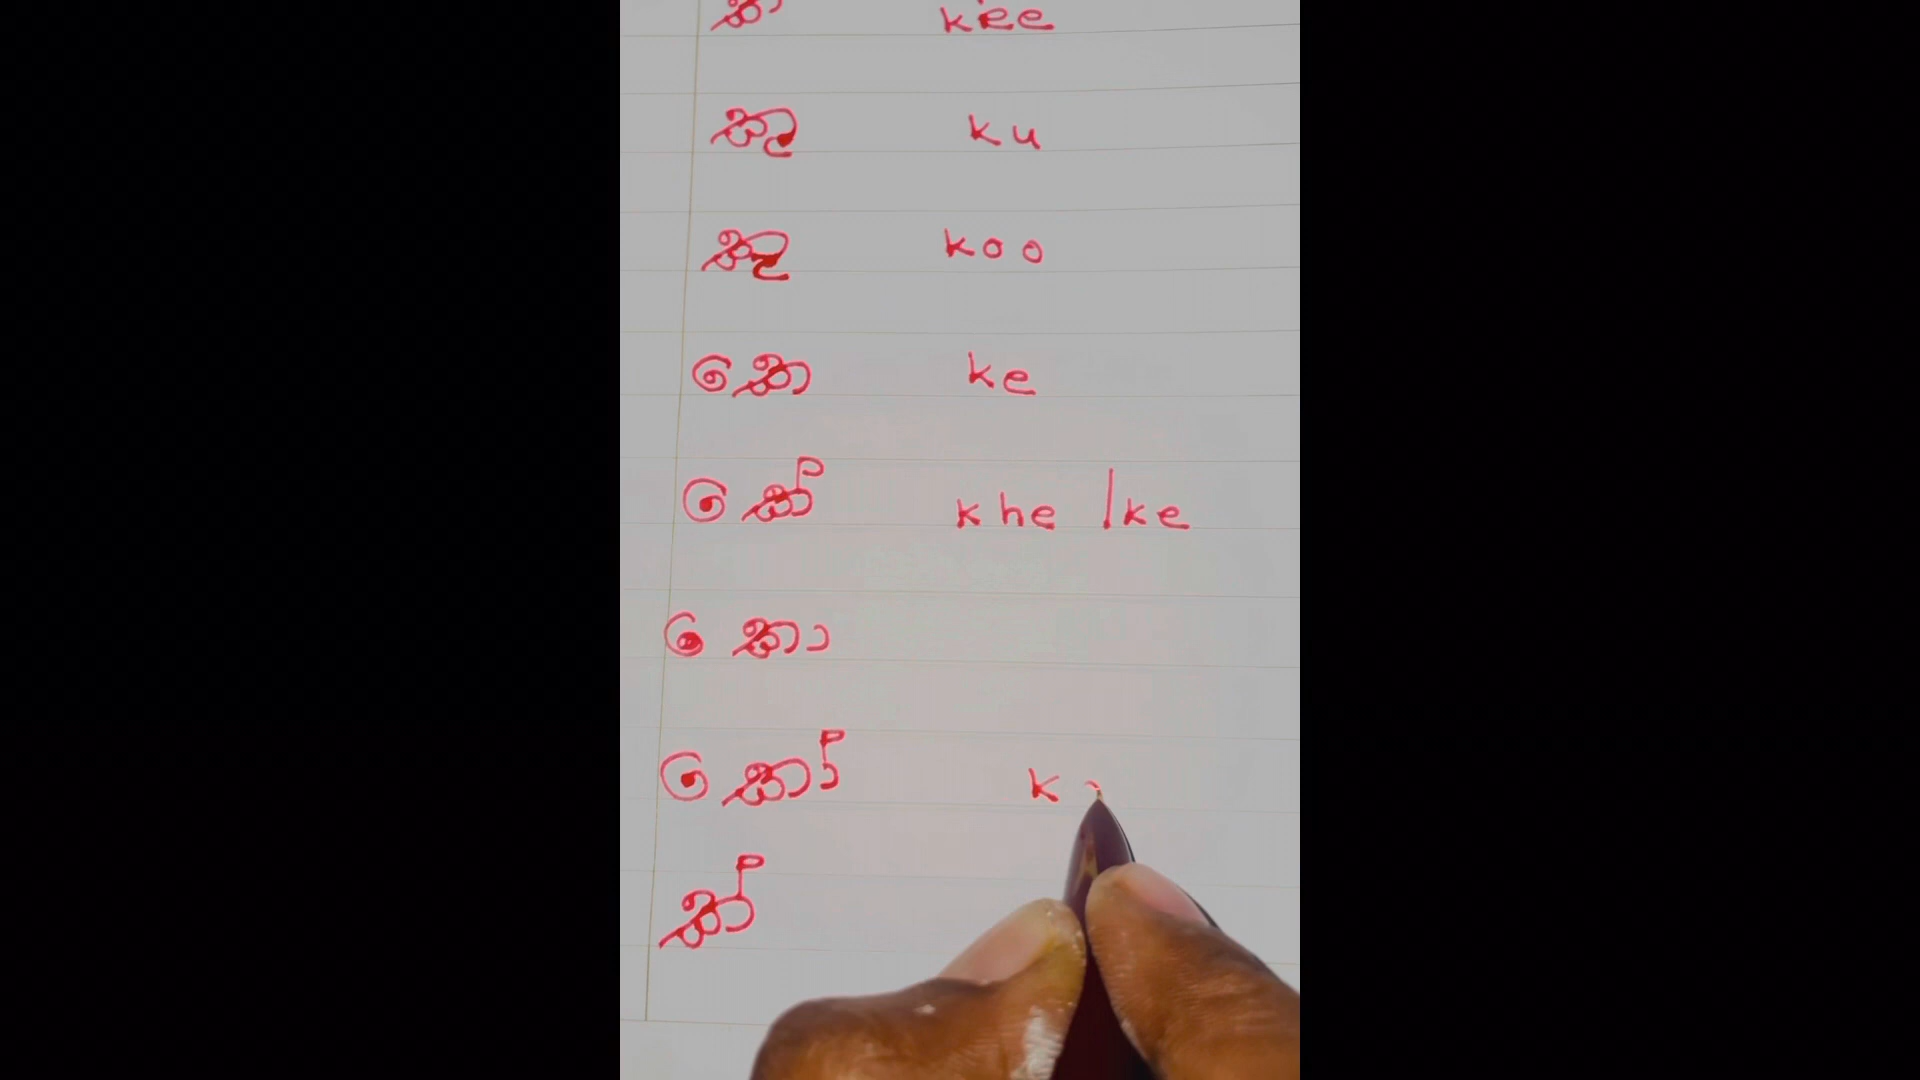 kee
කු ku
කූ koo
කෙ ke
කේ khe / ke
කො
කෝ k
ක්